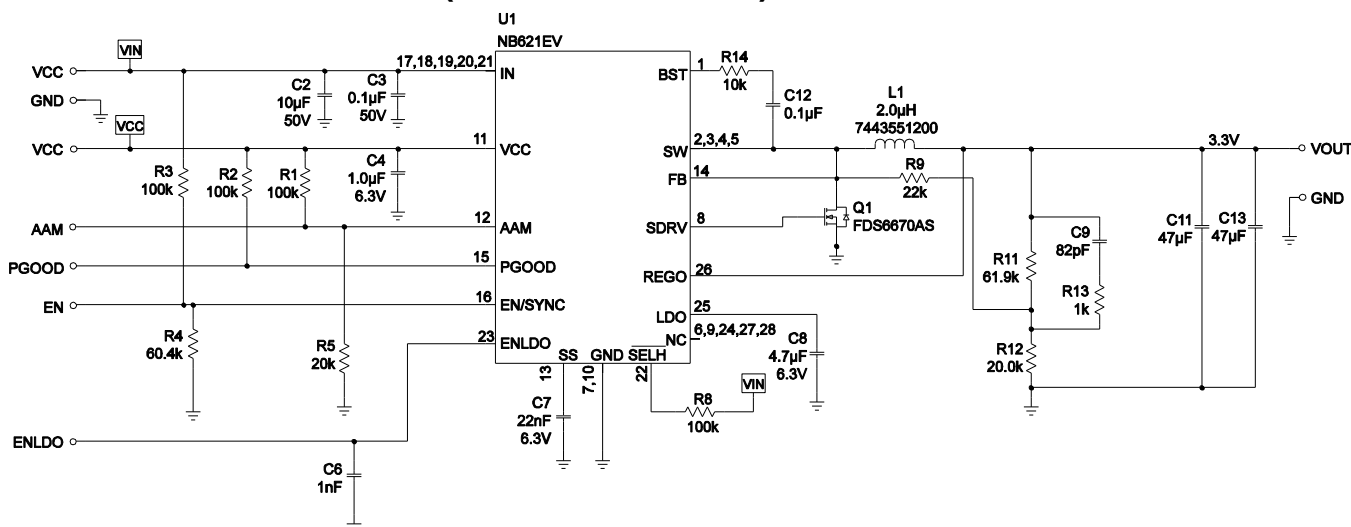 U1
NB621EV
VIN
VCC
17,18,19,20,21
IN
C2
10µF
50V
C3
0.1µF
50V
GND
VCC
VCC
11
VCC
R3
100k
R2
100k
R1
100k
C4
1.0µF
6.3V
AAM
12
AAM
PGOOD
15
PGOOD
EN
16
EN/SYNC
R4
60.4k
R5
20k
23
ENLDO
ENLDO
C6
1nF
SS
GND
SELH
13
7,10
22
C7
22nF
6.3V
R8
100k
VIN
BST
1
R14
10k
C12
0.1µF
L1
2.0µH
7443551200
SW
2,3,4,5
FB
14
R9
22k
SDRV
8
Q1
FDS6670AS
REGO
26
LDO
25
NC
6,9,24,27,28
C8
4.7µF
6.3V
3.3V
VOUT
GND
C11
47µF
C13
47µF
C9
82pF
R11
61.9k
R13
1k
R12
20.0k